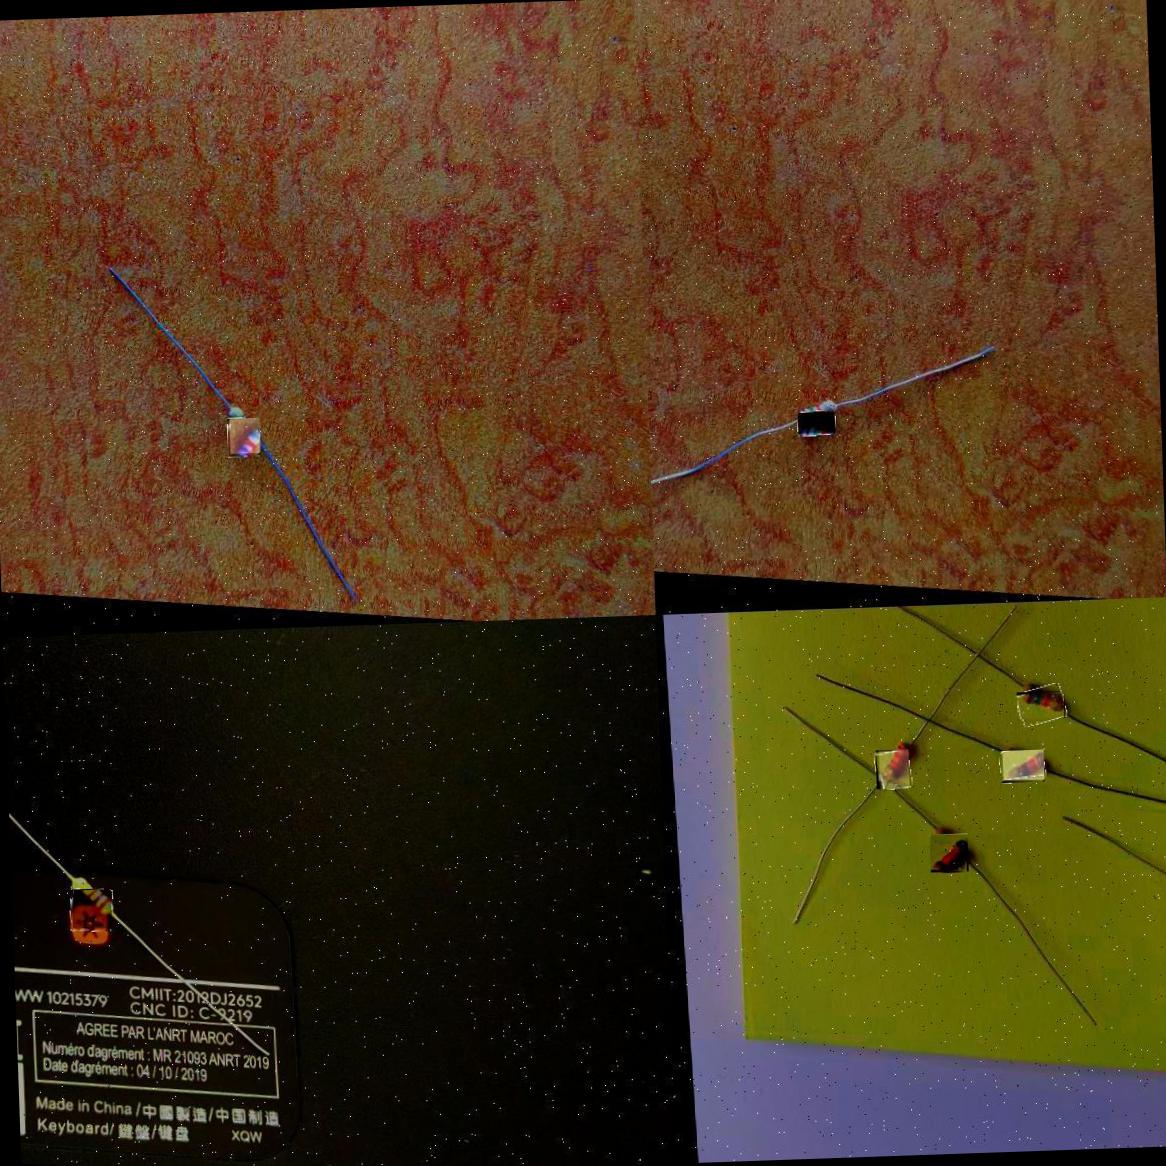 WW 10215379
CMIIT:2019DJ2652
CNC ID: C-9219
AGREE PAR L'ANRT MAROC
Numéro d'agrément : MR 21093 ANRT 2019
Date d'agrément : 04 / 10 / 2019
Made in China /中國製造/中国制造
Keyboard/ 鍵盤/键盘
XQW